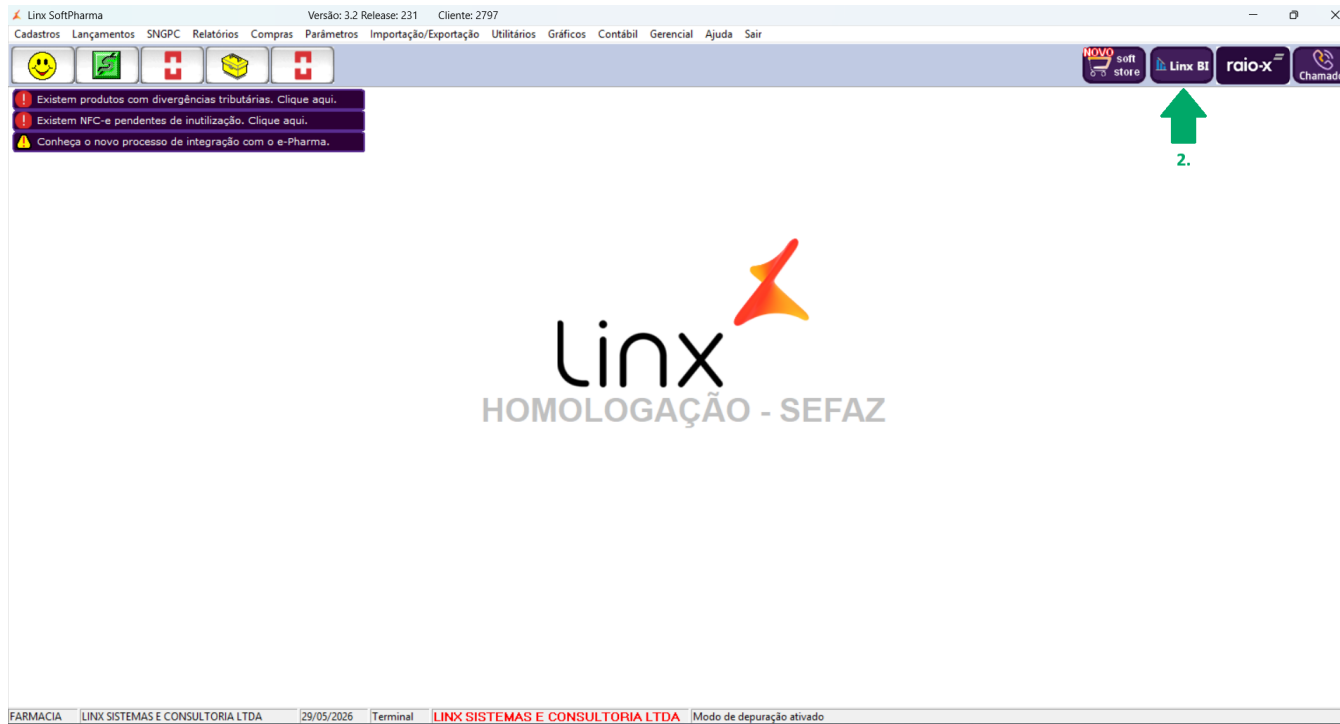 Linx SoftPharma Versão: 3.2 Release: 231 Cliente: 2797
Cadastros Lançamentos SNGPC Relatórios Compras Parâmetros Importação/Exportação Utilitários Gráficos Contábil Gerencial Ajuda Sair
NOVO soft store
Linx BI
raio-x
Chamado
Existem produtos com divergências tributárias. Clique aqui.
Existem NFC-e pendentes de inutilização. Clique aqui.
Conheça o novo processo de integração com o e-Pharma.
2.
Linx
HOMOLOGAÇÃO - SEFAZ
FARMACIA LINX SISTEMAS E CONSULTORIA LTDA 29/05/2026 Terminal LINX SISTEMAS E CONSULTORIA LTDA Modo de depuração ativado